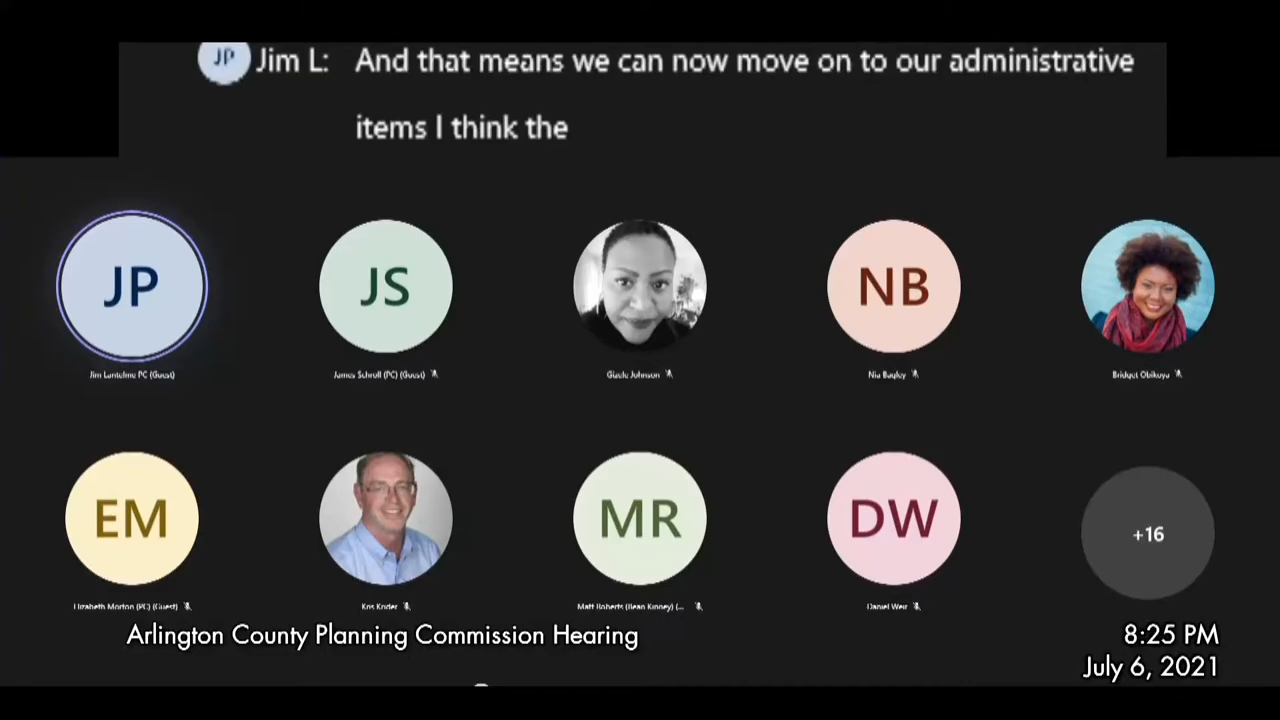 JP Jim L: And that means we can now move on to our administrative
items I think the
JP
JS
NB
Jim Lantelme PC (Guest)
James Schroll (PC) (Guest)
Gizele Johnson
Nia Bagley
Bridget Obikoya
EM
MR
DW
+16
Elizabeth Morton (PC) (Guest)
Kris Krider
Matt Roberts (Bean Kinney) (...
Daniel Weir
Arlington County Planning Commission Hearing
8:25 PM
July 6, 2021